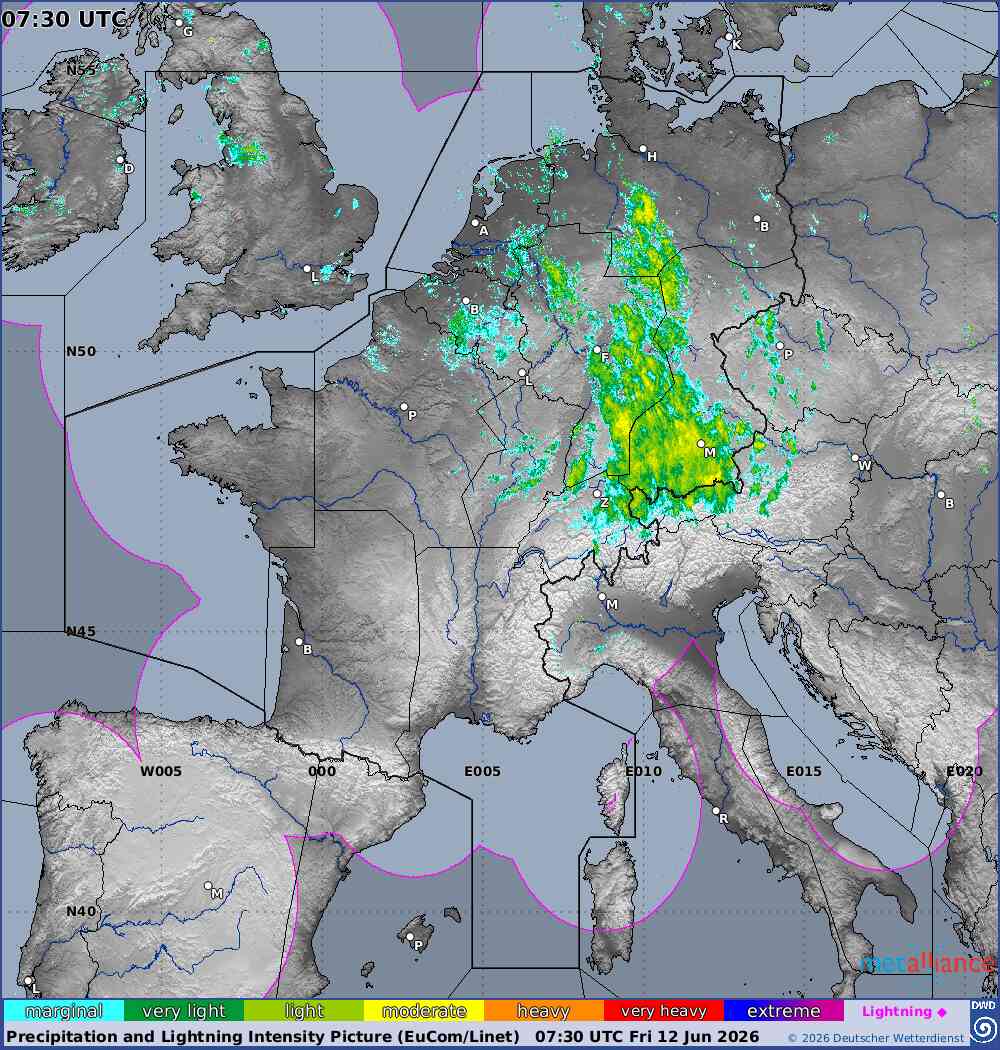 07:30 UTC
G
K
N55
D
H
A
B
L
B
N50
F
P
L
P
M
W
Z
B
M
N45
B
W005
000
E005
E010
E015
E020
R
M
N40
P
L
metalliance
marginal
very light
light
moderate
heavy
very heavy
extreme
Lightning ◆
DWD
Precipitation and Lightning Intensity Picture (EuCom/Linet) 07:30 UTC Fri 12 Jun 2026
© 2026 Deutscher Wetterdienst